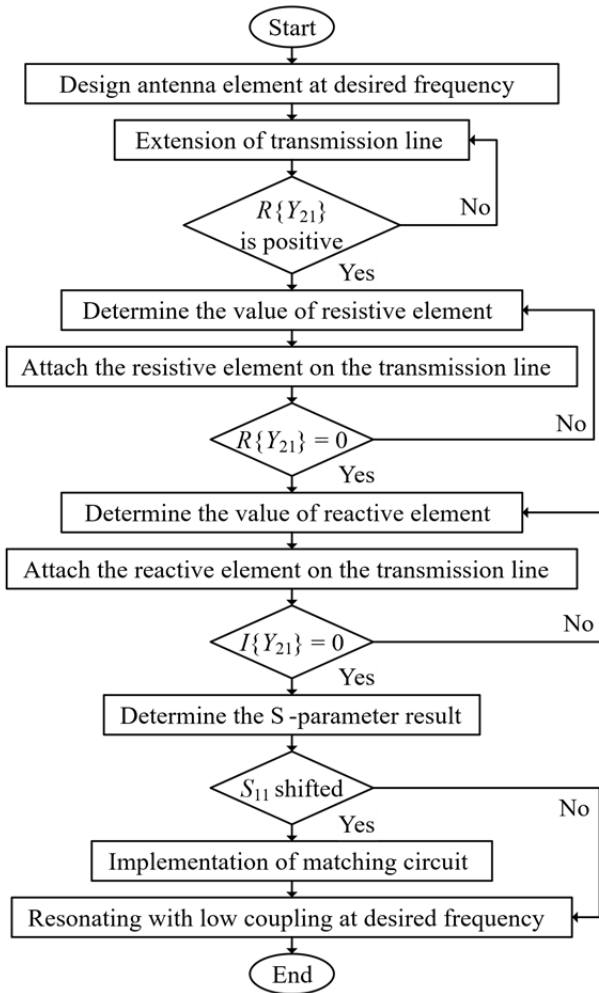 Start
Design antenna element at desired frequency
Extension of transmission line
R{Y₂₁}
is positive
No
Yes
Determine the value of resistive element
Attach the resistive element on the transmission line
No
R{Y₂₁} = 0
Yes
Determine the value of reactive element
Attach the reactive element on the transmission line
I{Y₂₁} = 0
No
Yes
Determine the S-parameter result
S₁₁ shifted
No
Yes
Implementation of matching circuit
Resonating with low coupling at desired frequency
End